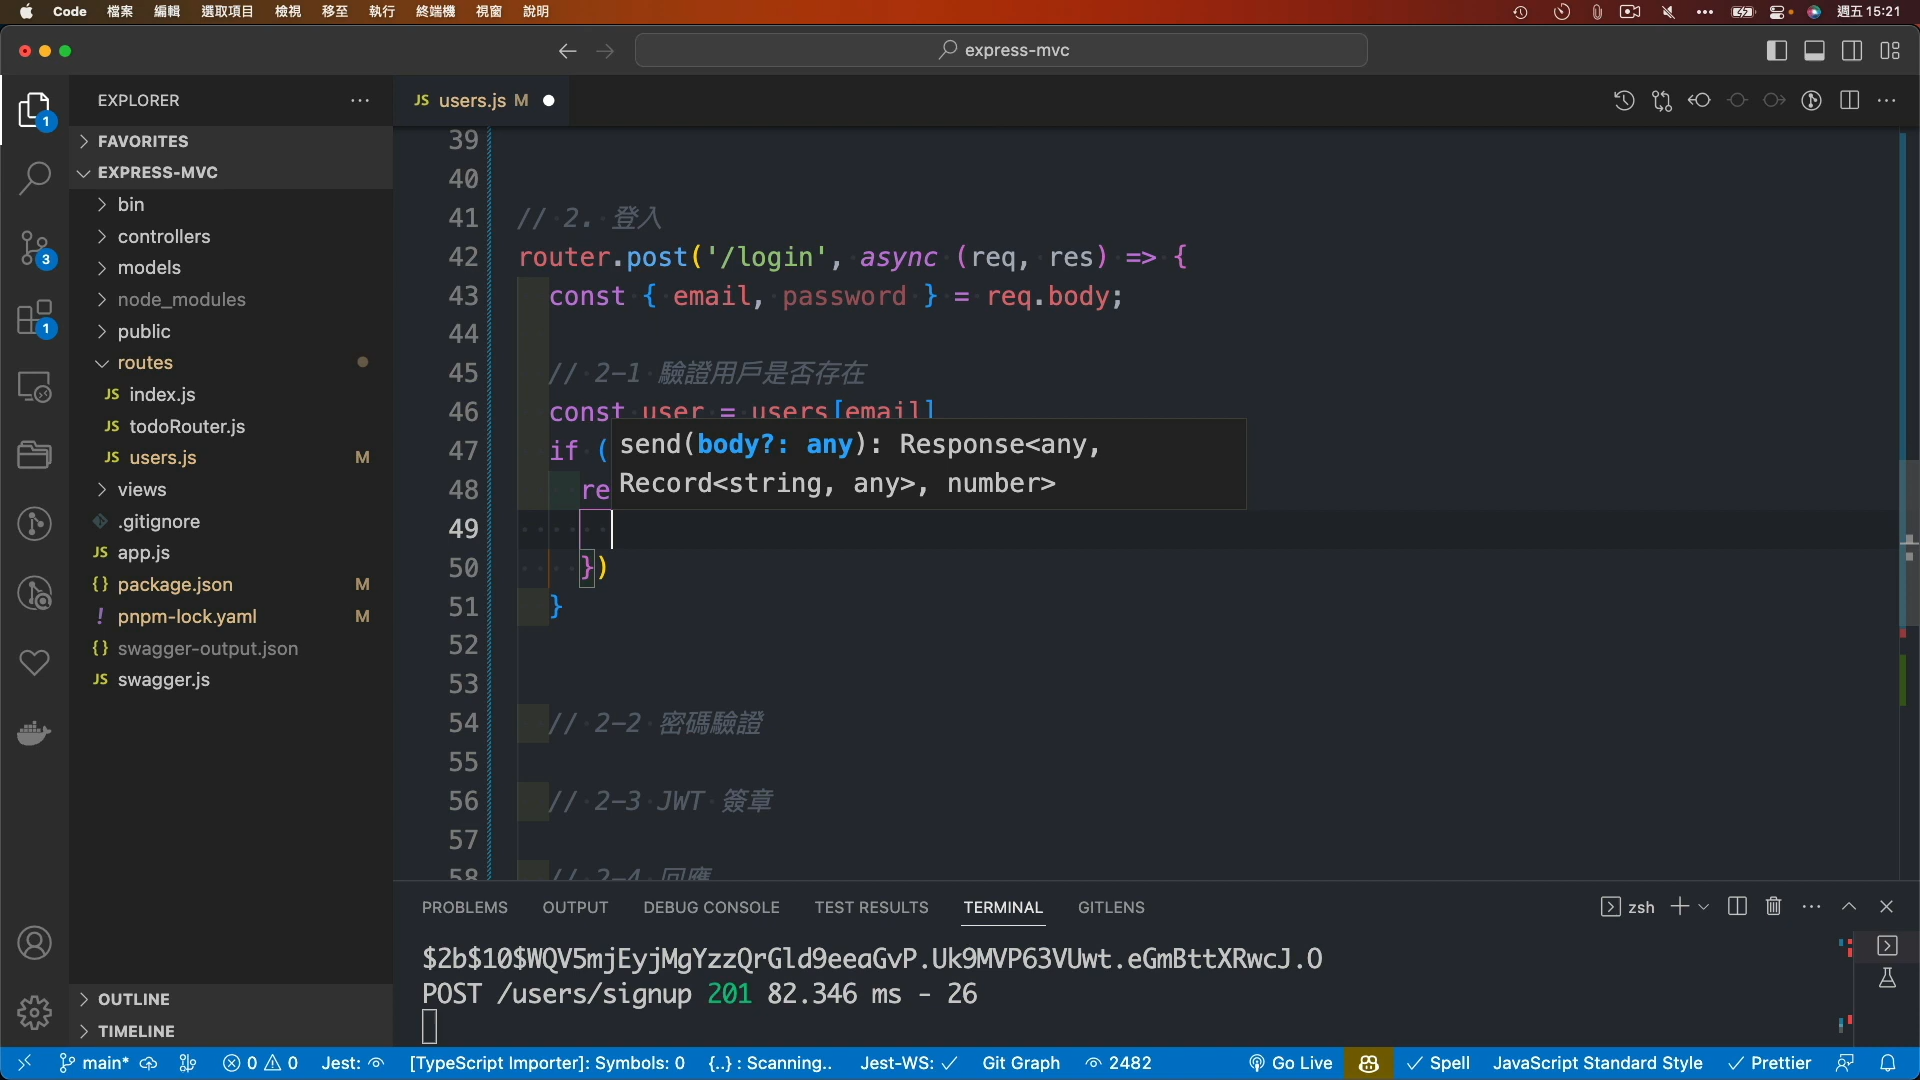 Code 檔案 編輯 選取項目 檢視 移至 執行 終端機 視窗 說明 週五 15:21
express-mvc
EXPLORER
JS users.js M
FAVORITES
EXPRESS-MVC
bin
controllers
models
node_modules
public
routes
JS index.js
JS todoRouter.js
JS users.js M
views
.gitignore
JS app.js
{} package.json M
! pnpm-lock.yaml M
{} swagger-output.json
JS swagger.js
OUTLINE
TIMELINE
1
3
1
39
40
41 // 2. 登入
42 router.post('/login', async (req, res) => {
43 const { email, password } = req.body;
44
45 // 2-1 驗證用戶是否存在
46 const user = users[email]
47 if (
48 re
send(body?: any): Response<any,
Record<string, any>, number>
49
50 })
51 }
52
53
54 // 2-2 密碼驗證
55
56 // 2-3 JWT 簽章
57
58 // 2-4 回應
PROBLEMS OUTPUT DEBUG CONSOLE TEST RESULTS TERMINAL GITLENS zsh
$2b$10$WQV5mjEyjMgYzzQrGld9eeaGvP.Uk9MVP63VUwt.eGmBttXRwcJ.O
POST /users/signup 201 82.346 ms - 26
main* 0 0 Jest: [TypeScript Importer]: Symbols: 0 {..} : Scanning.. Jest-WS: Git Graph 2482 Go Live Spell JavaScript Standard Style Prettier